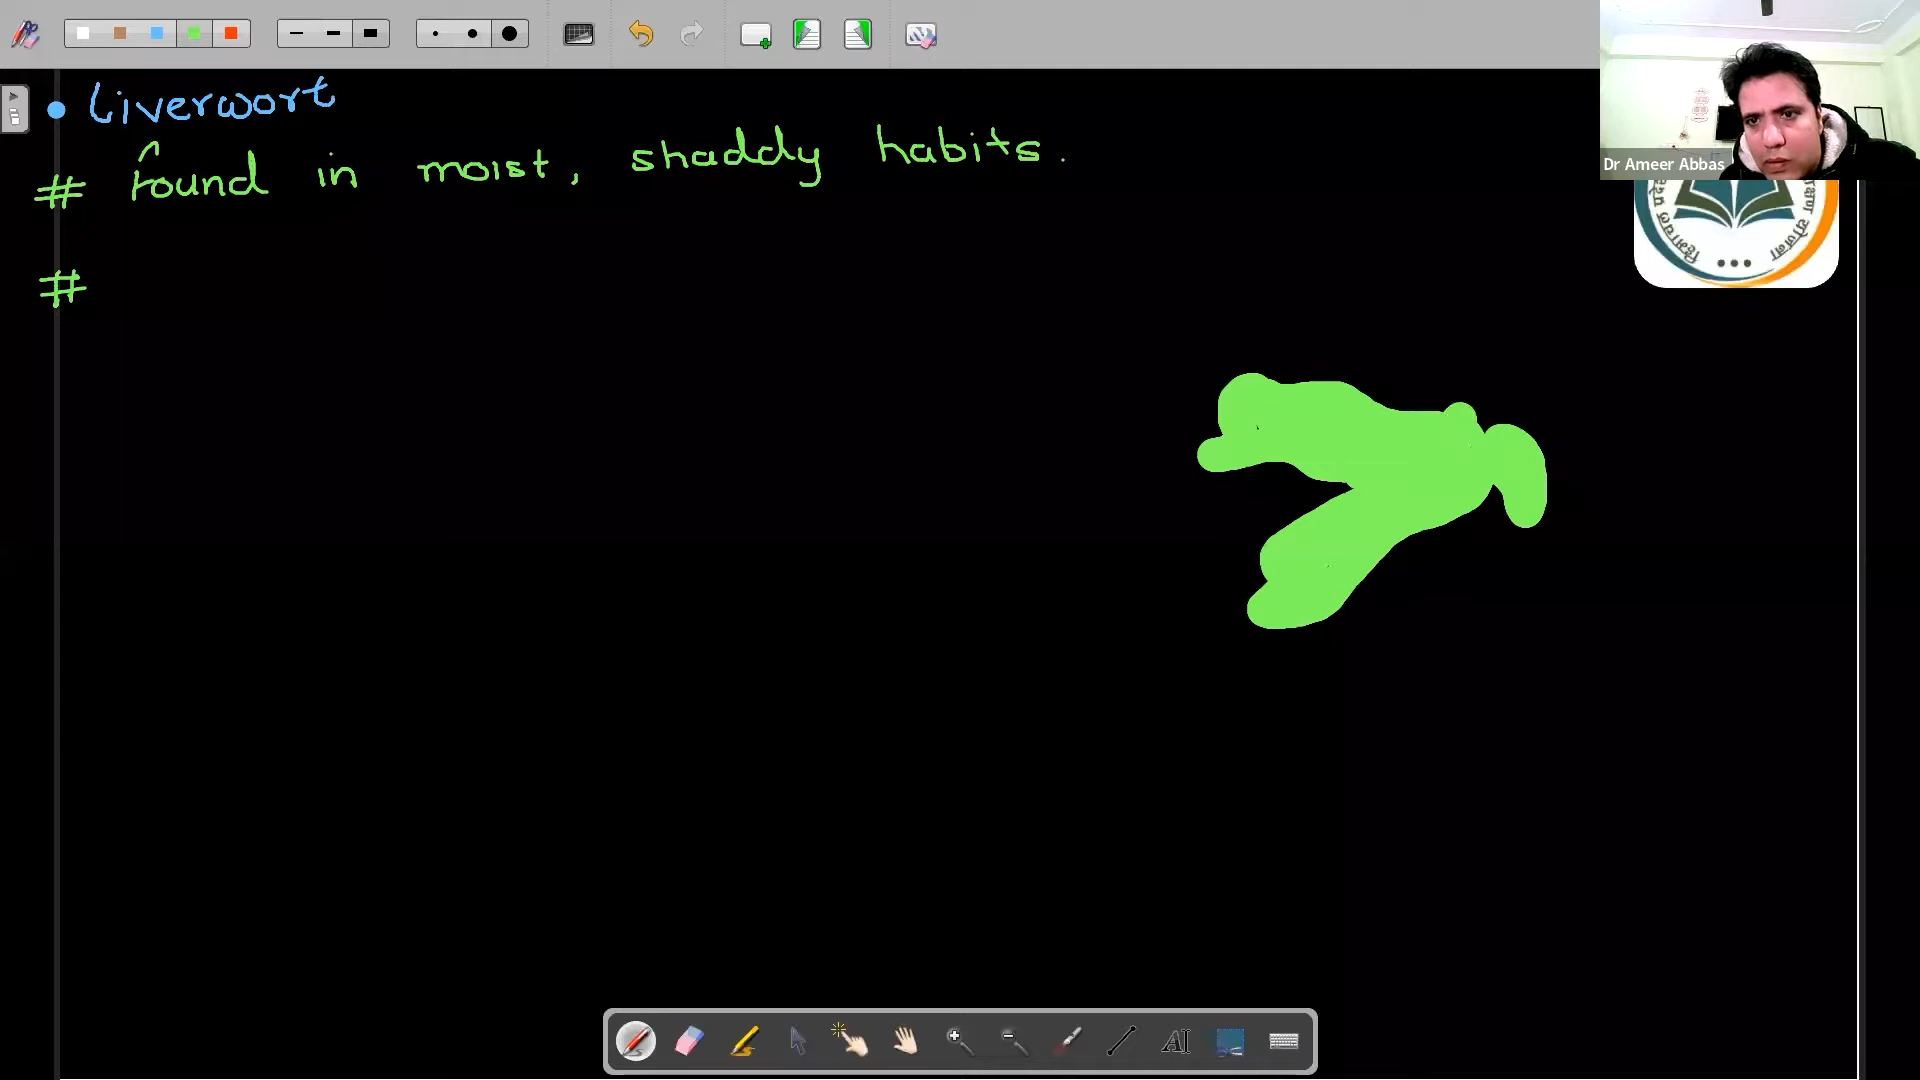 • Liverwort
# found in moist, shaddy habits.
#
Dr Ameer Abbas